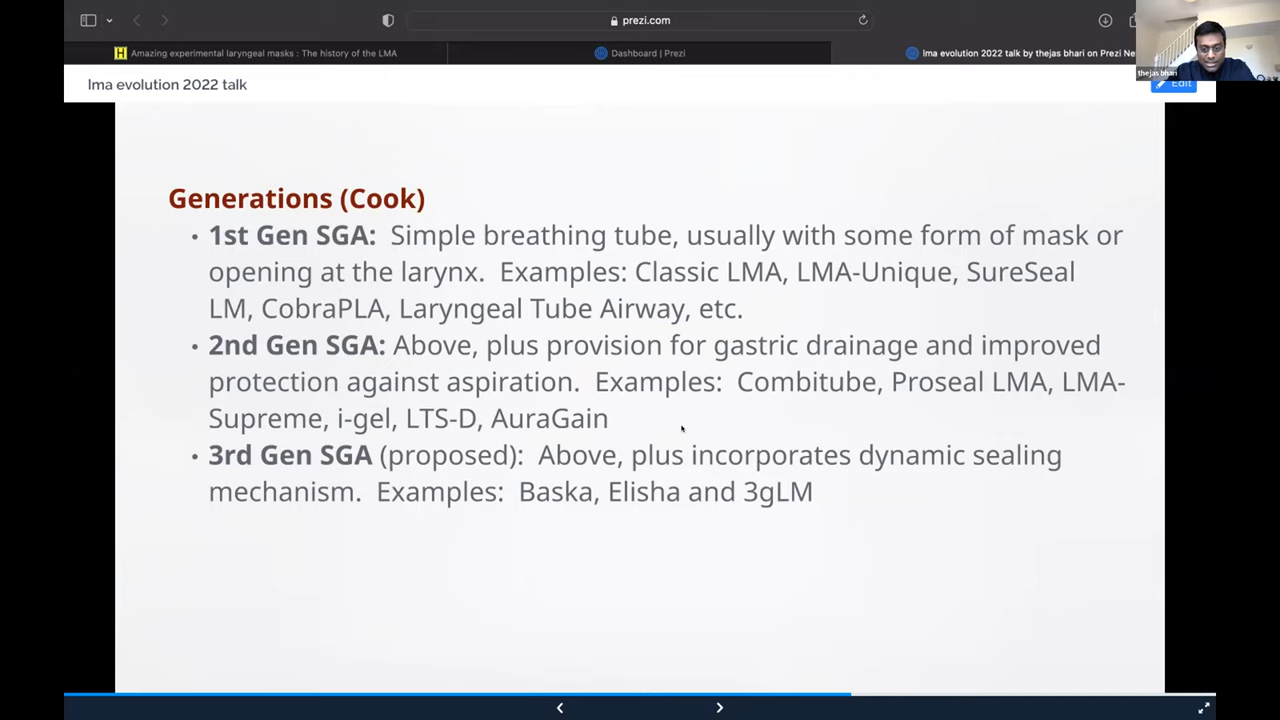 prezi.com
H Amazing experimental laryngeal masks : The history of the LMA
Dashboard | Prezi
lma evolution 2022 talk by thejas bhari on Prezi Ne
thejas bhari
lma evolution 2022 talk
Edit
Generations (Cook)
• 1st Gen SGA: Simple breathing tube, usually with some form of mask or
opening at the larynx. Examples: Classic LMA, LMA-Unique, SureSeal
LM, CobraPLA, Laryngeal Tube Airway, etc.
• 2nd Gen SGA: Above, plus provision for gastric drainage and improved
protection against aspiration. Examples: Combitube, Proseal LMA, LMA-
Supreme, i-gel, LTS-D, AuraGain
• 3rd Gen SGA (proposed): Above, plus incorporates dynamic sealing
mechanism. Examples: Baska, Elisha and 3gLM